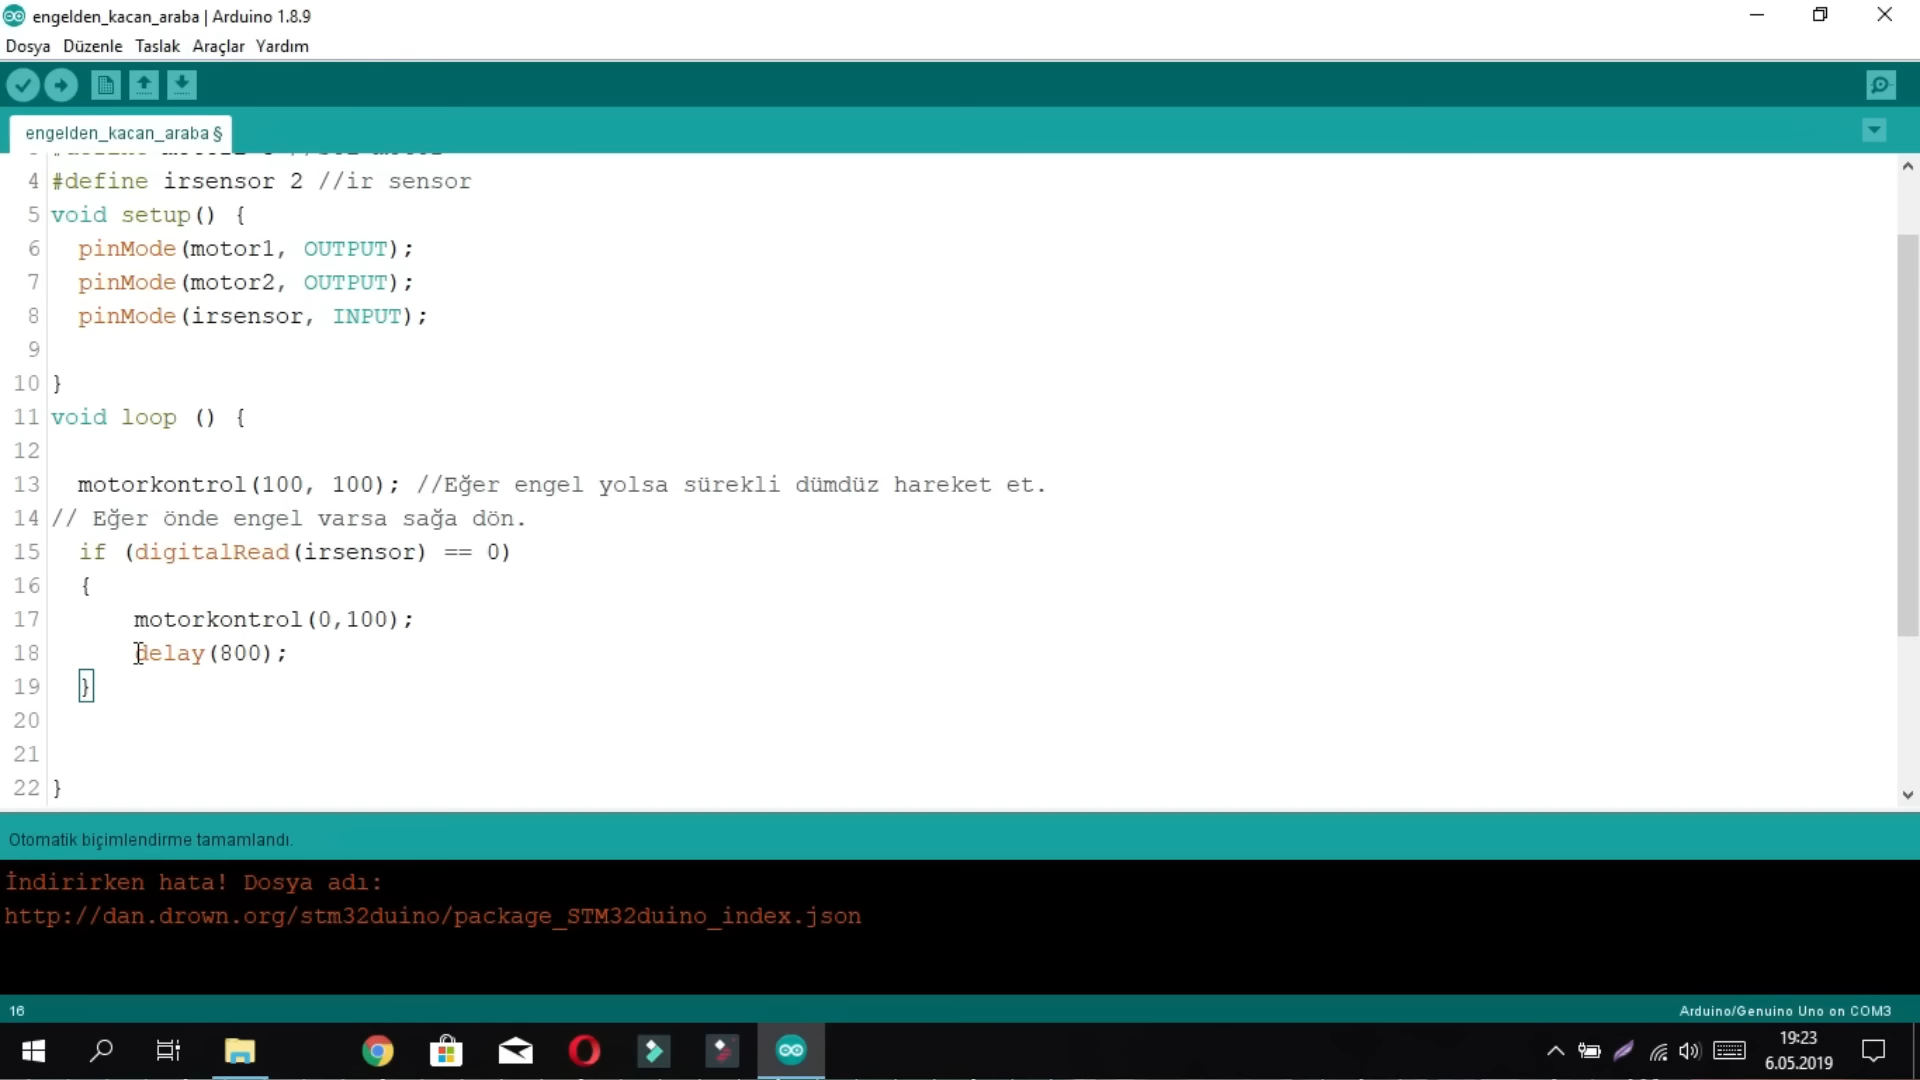 engelden_kacan_araba | Arduino 1.8.9
Dosya Düzenle Taslak Araçlar Yardım
engelden_kacan_araba §
4 #define irsensor 2 //ir sensor
5 void setup() {
6 pinMode(motor1, OUTPUT);
7 pinMode(motor2, OUTPUT);
8 pinMode(irsensor, INPUT);
9
10 }
11 void loop () {
12
13 motorkontrol(100, 100); //Eğer engel yolsa sürekli dümdüz hareket et.
14 // Eğer önde engel varsa sağa dön.
15 if (digitalRead(irsensor) == 0)
16 {
17 motorkontrol(0,100);
18 delay(800);
19 }
20
21
22 }
Otomatik biçimlendirme tamamlandı.
İndirirken hata! Dosya adı:
http://dan.drown.org/stm32duino/package_STM32duino_index.json
16 Arduino/Genuino Uno on COM3
19:23
6.05.2019